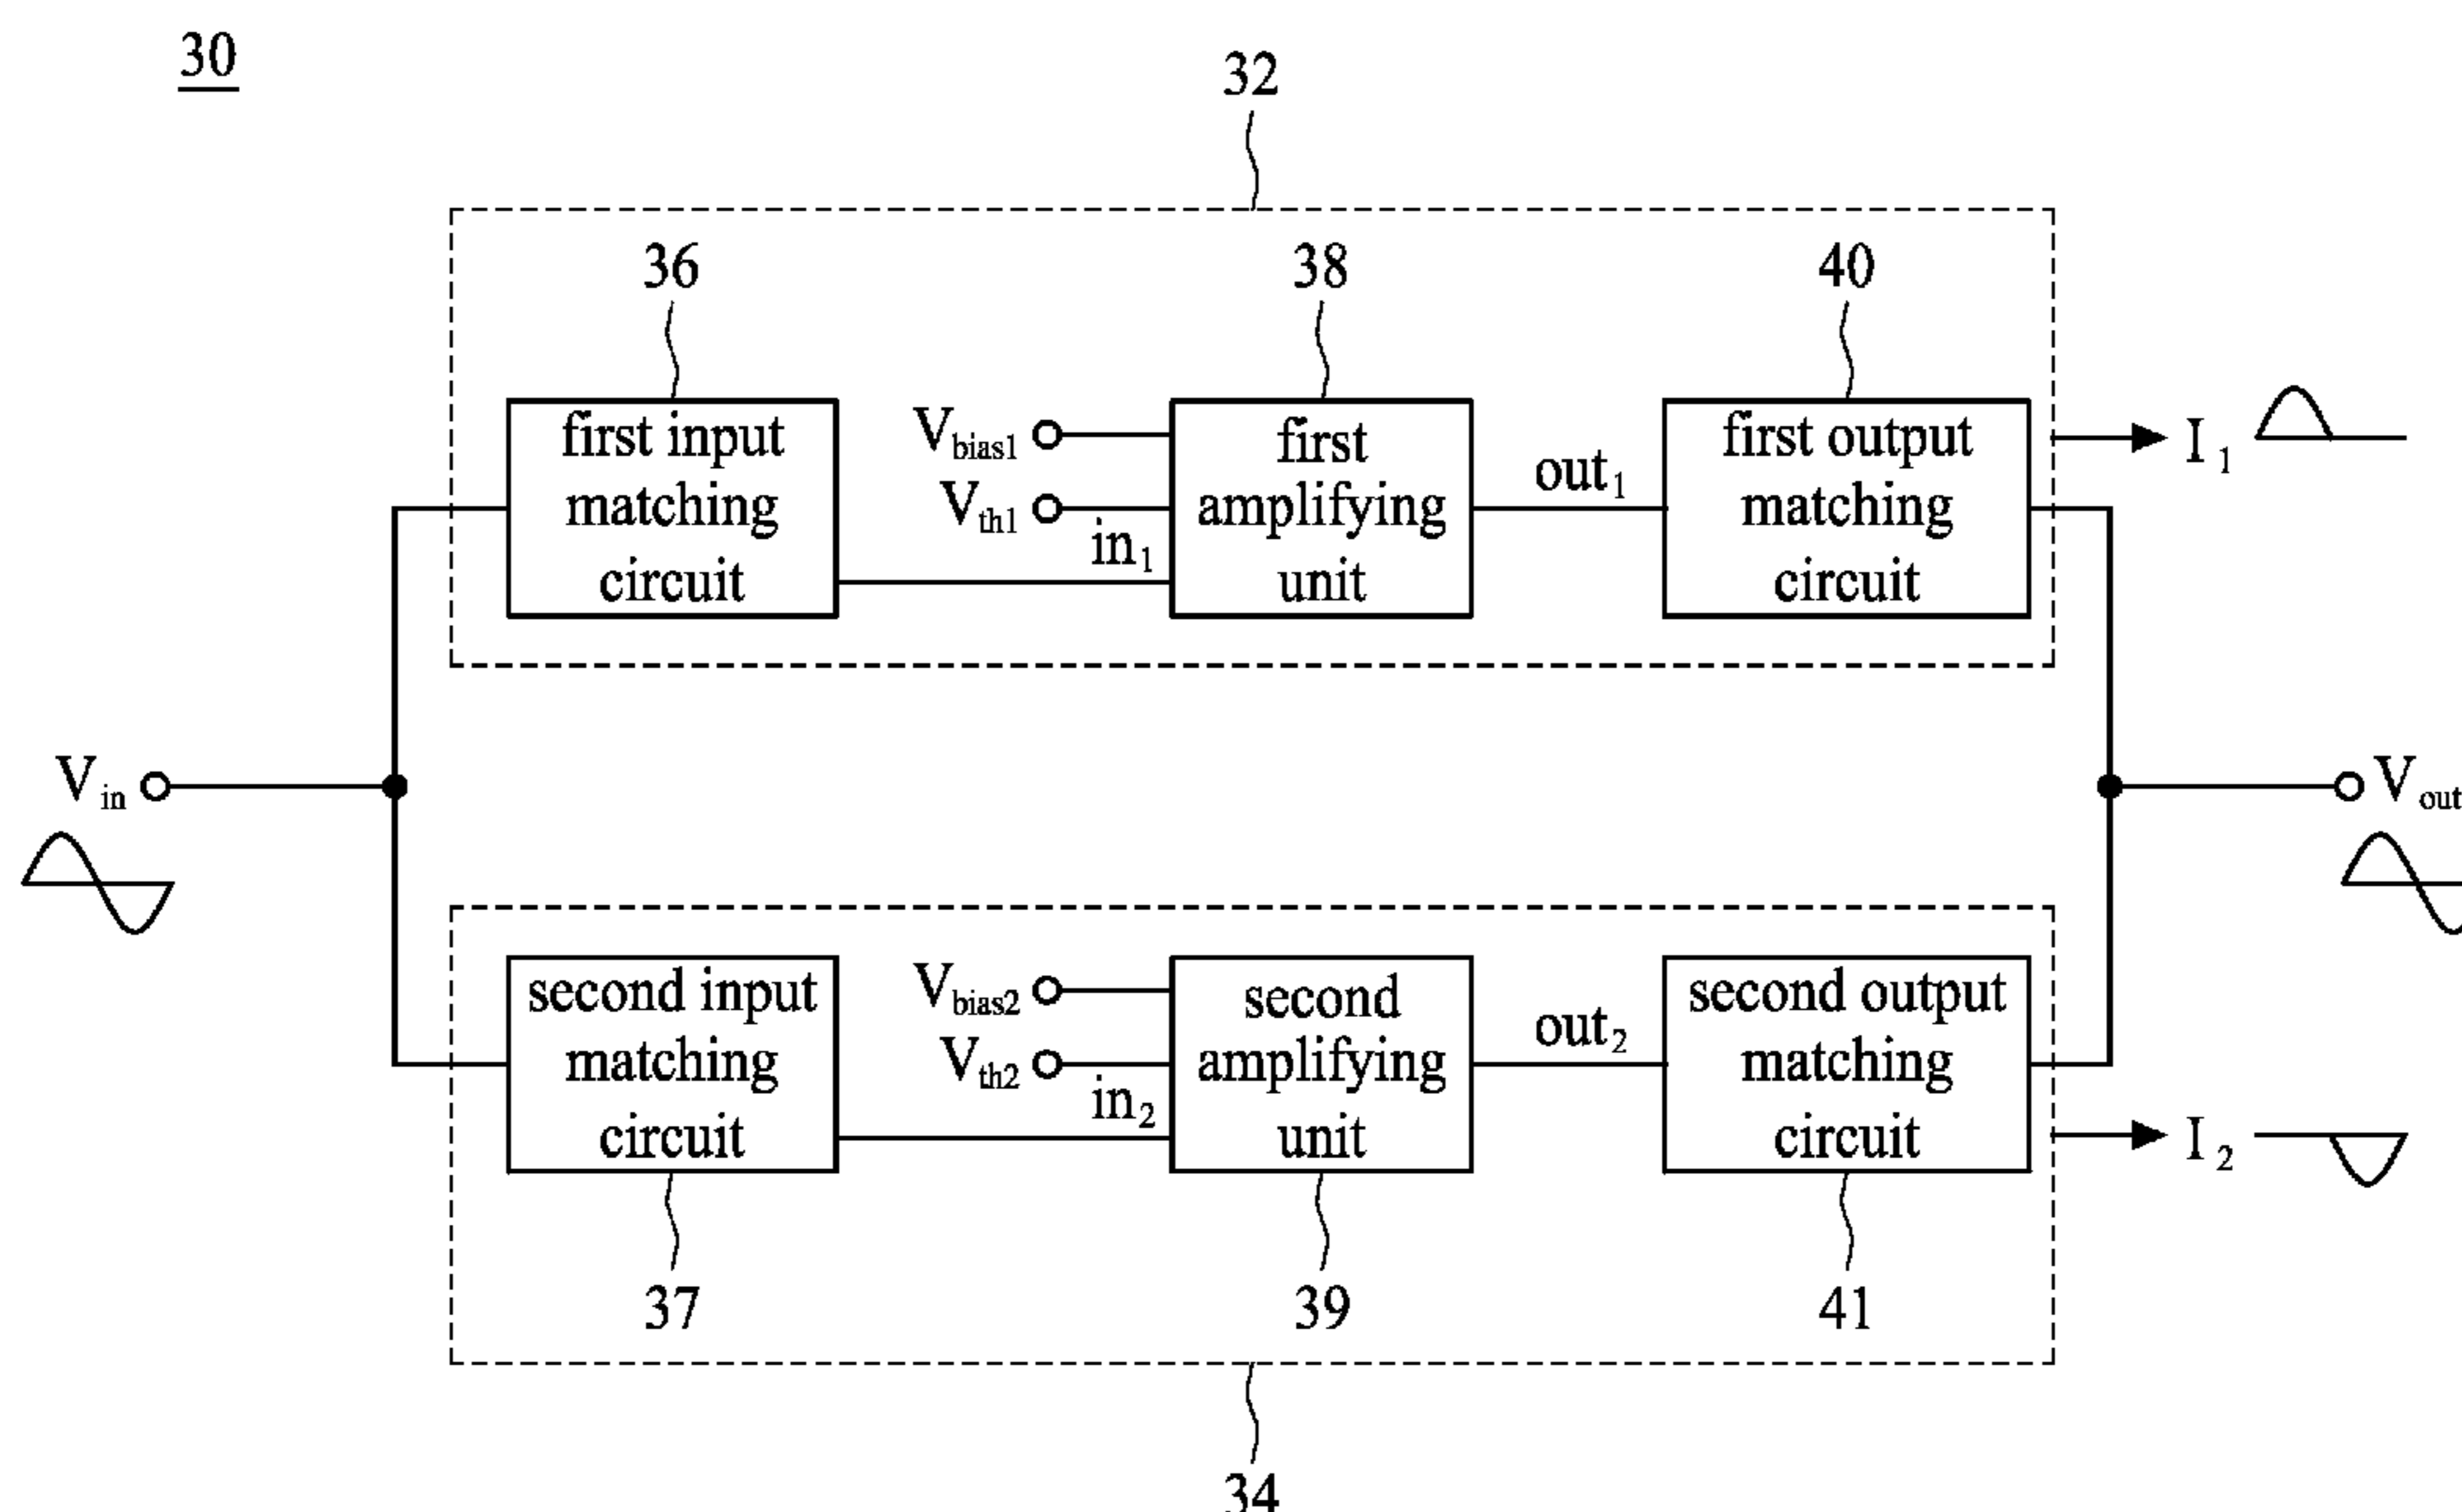 30
32
36
38
40
first input
matching
circuit
Vbias1
Vth1
in1
first
amplifying
unit
out1
first output
matching
circuit
I1
Vin
Vout
second input
matching
circuit
Vbias2
Vth2
in2
second
amplifying
unit
out2
second output
matching
circuit
I2
37
39
41
34